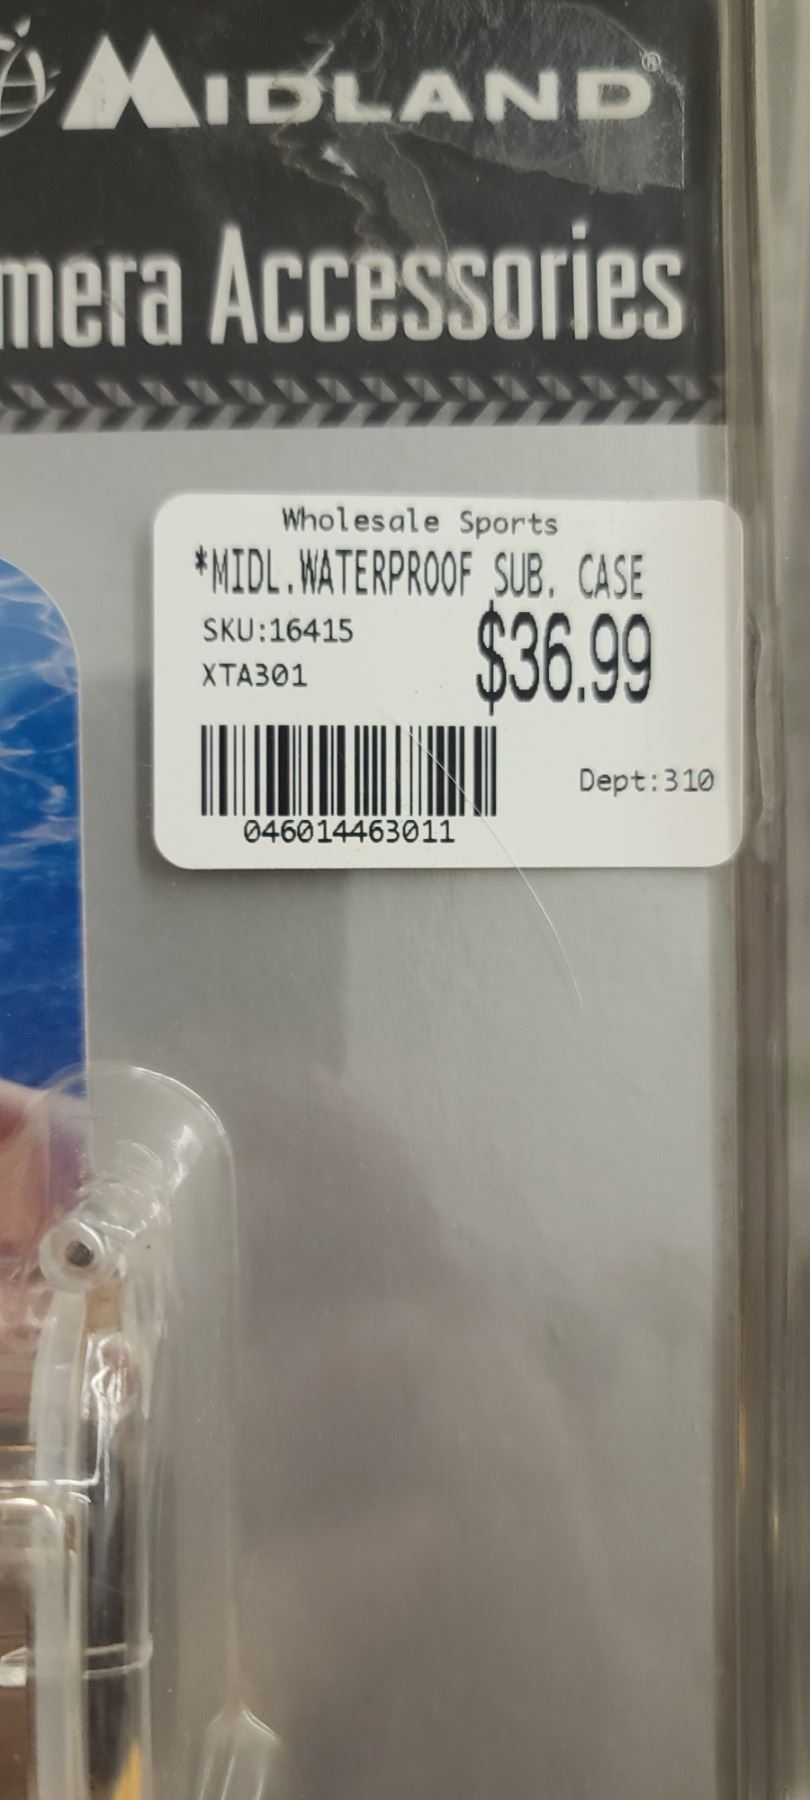 MIDLAND®
mera Accessories
Wholesale Sports
*MIDL.WATERPROOF SUB. CASE
SKU:16415
$36.99
XTA301
Dept:310
046014463011